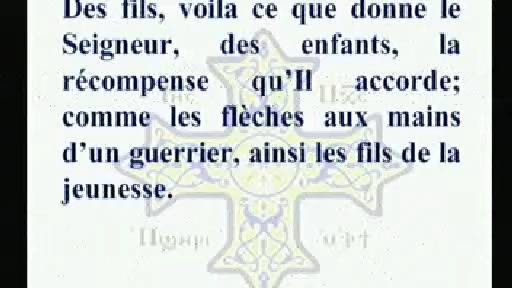 Des fils, voilà ce que donne le
Seigneur, des enfants, la
récompense qu'Il accorde;
comme les flèches aux mains
d'un guerrier, ainsi les fils de la
jeunesse.